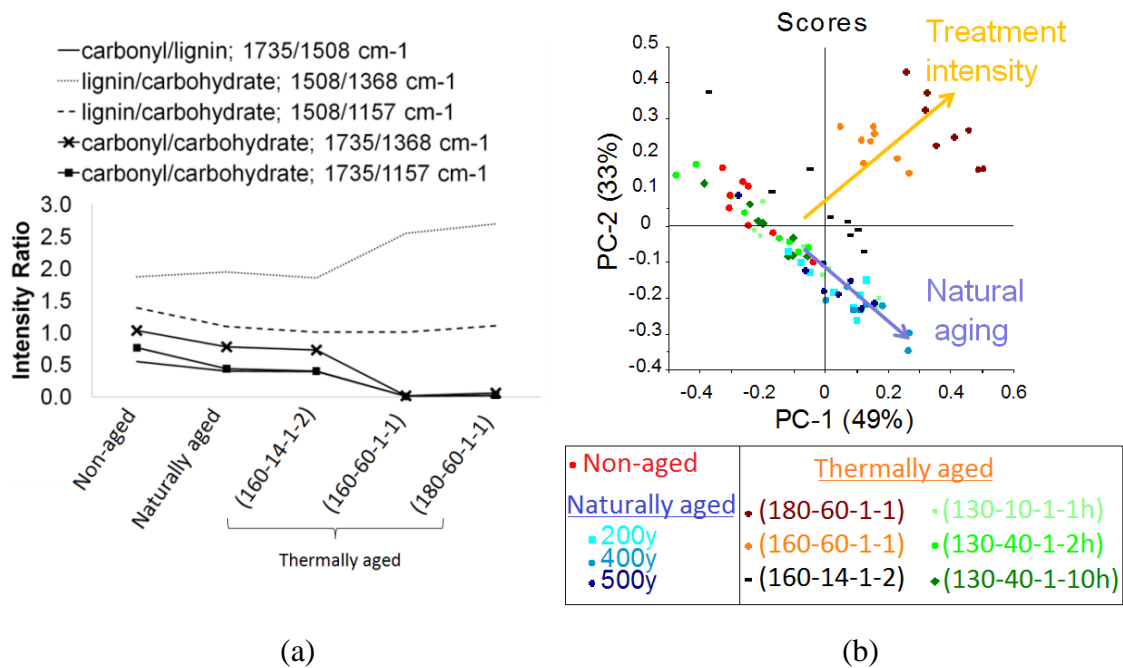 carbonyl/lignin; 1735/1508 cm-1
lignin/carbohydrate; 1508/1368 cm-1
lignin/carbohydrate; 1508/1157 cm-1
carbonyl/carbohydrate; 1735/1368 cm-1
carbonyl/carbohydrate; 1735/1157 cm-1
Intensity Ratio
3.0
2.5
2.0
1.5
1.0
0.5
0.0
Non-aged
Naturally aged
(160-14-1-2)
(160-60-1-1)
(180-60-1-1)
Thermally aged
(a)
(b)
Scores
Treatment
intensity
Natural
aging
PC-2 (33%)
0.5
0.4
0.3
0.2
0.1
0
-0.1
-0.2
-0.3
-0.4
-0.4
-0.2
0
0.2
0.4
0.6
PC-1 (49%)
Non-aged
Naturally aged
200y
400y
500y
Thermally aged
(180-60-1-1)
(160-60-1-1)
(160-14-1-2)
(130-10-1-1h)
(130-40-1-2h)
(130-40-1-10h)
(a)
(b)